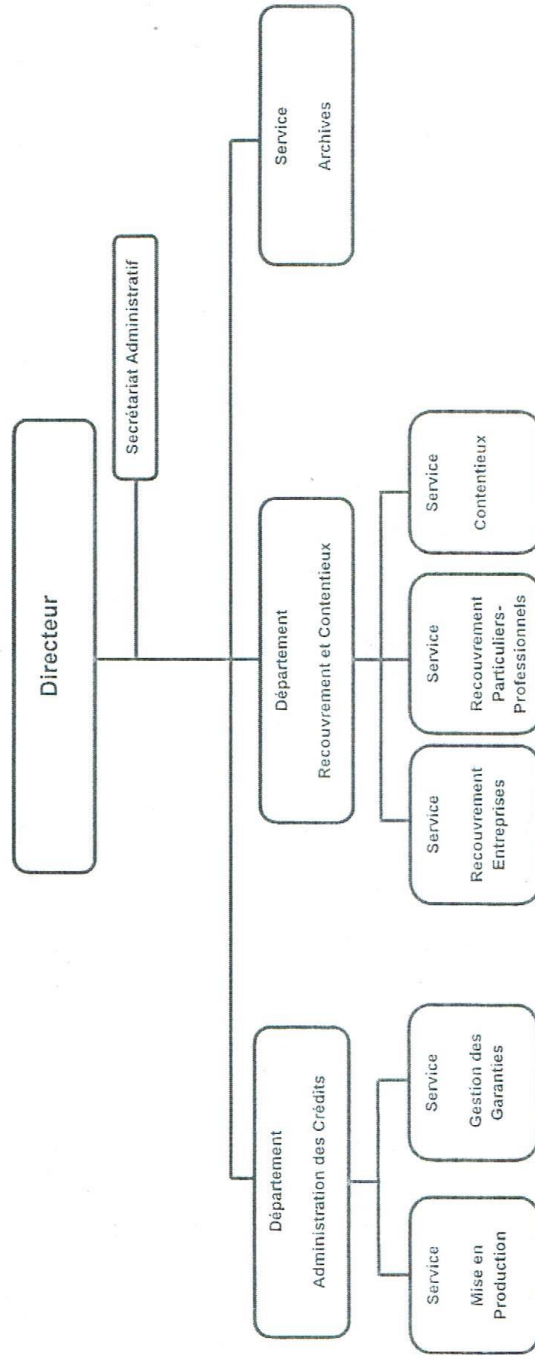 Directeur
Secrétariat Administratif
Département
Administration des Crédits
Département
Recouvrement et Contentieux
Service
Archives
Service
Mise en
Production
Service
Gestion des
Garanties
Service
Recouvrement
Entreprises
Service
Recouvrement
Particuliers-
Professionnels
Service
Contentieux